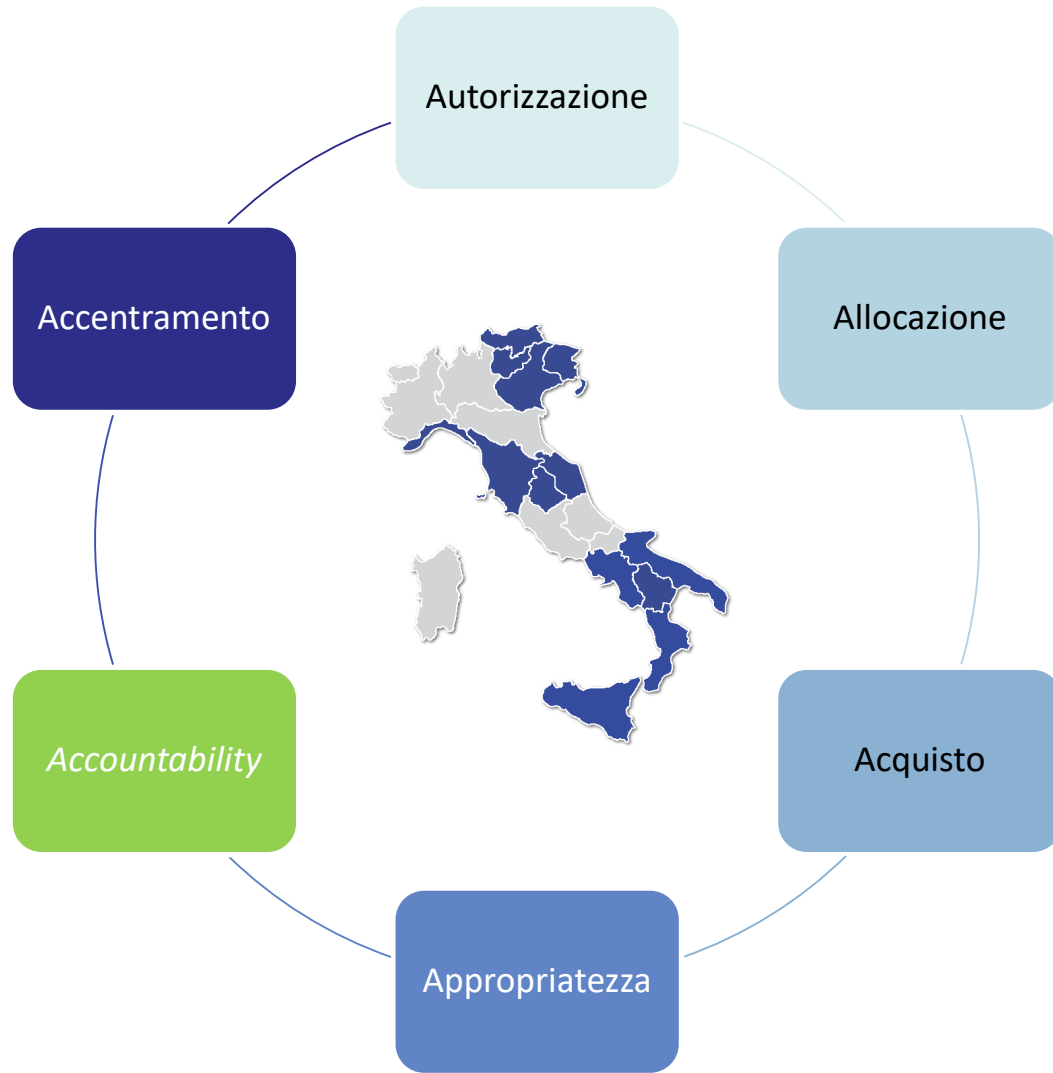 Autorizzazione
Accentramento
Allocazione
Accountability
Acquisto
Appropriatezza